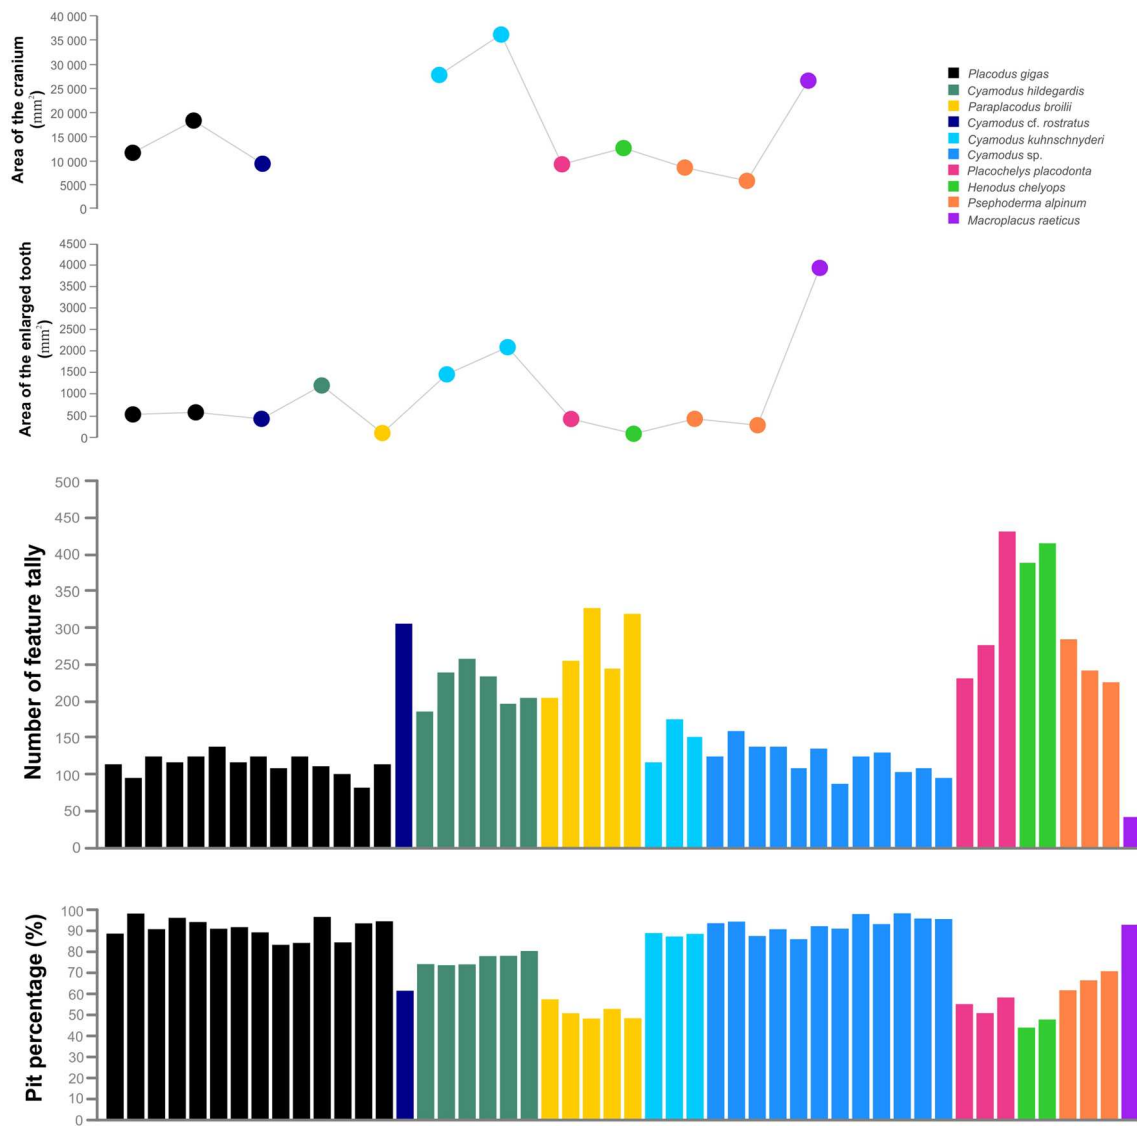 Area of the cranium
(mm²)
40 000
35 000
30 000
25 000
20 000
15 000
10 000
5000
0
Placodus gigas
Cyamodus hildegardis
Paraplacodus broilii
Cyamodus cf. rostratus
Cyamodus kuhnschnyderi
Cyamodus sp.
Placochelys placodonta
Henodus chelyops
Psephoderma alpinum
Macroplacus raeticus
Area of the enlarged tooth
(mm²)
4500
4000
3500
3000
2500
2000
1500
1000
500
0
Number of feature tally
500
450
400
350
300
250
200
150
100
50
0
Pit percentage (%)
100
90
80
70
60
50
40
30
20
10
0